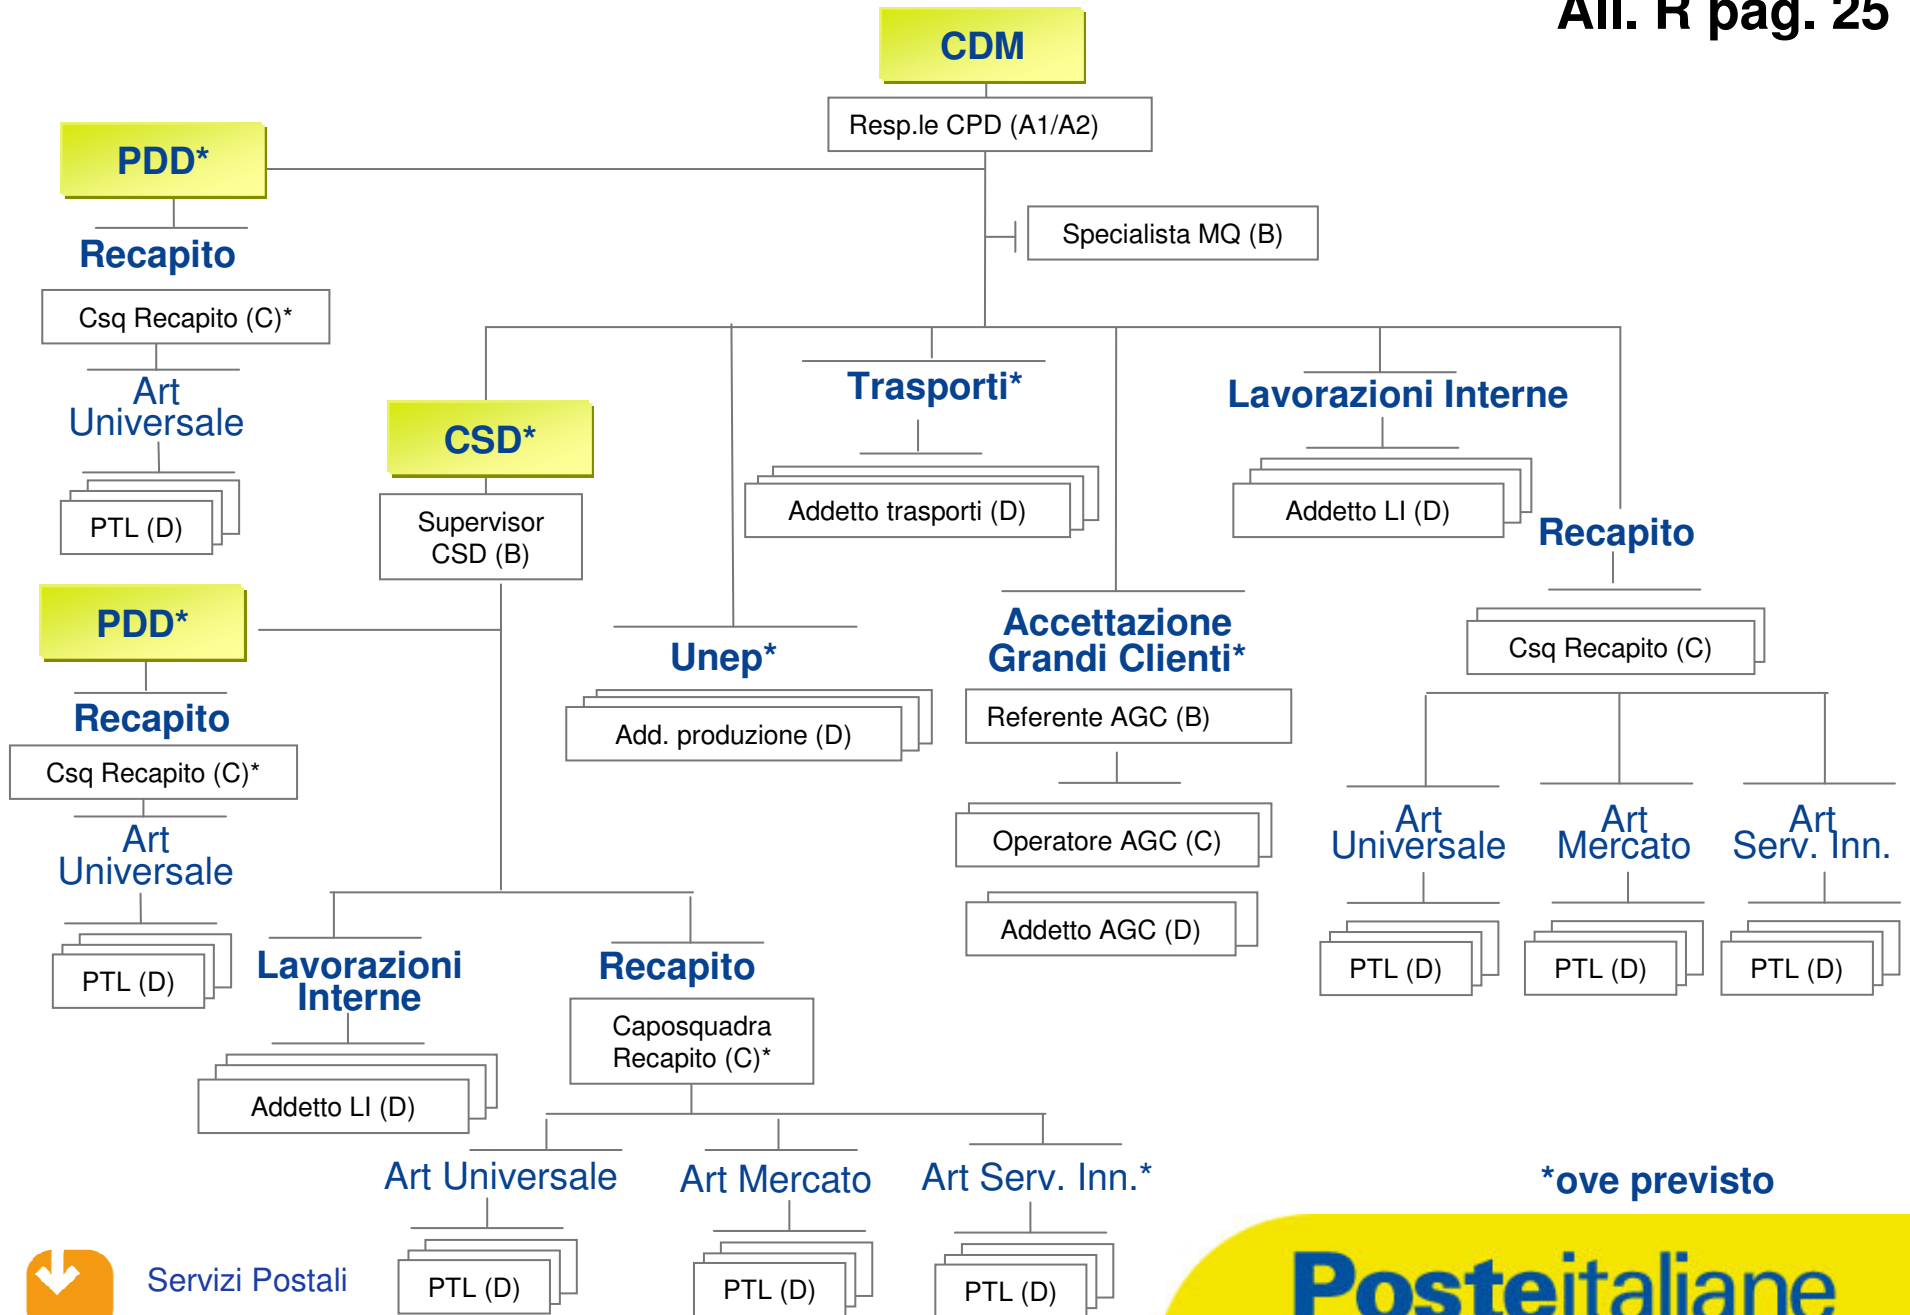 All. R pag. 25
CDM
Resp.le CPD (A1/A2)
PDD*
Recapito
Specialista MQ (B)
Csq Recapito (C)*
Art
Universale
PTL (D)
CSD*
Supervisor
CSD (B)
Trasporti*
Addetto trasporti (D)
Lavorazioni Interne
Addetto LI (D)
Recapito
Csq Recapito (C)
PDD*
Recapito
Csq Recapito (C)*
Art
Universale
PTL (D)
Unep*
Add. produzione (D)
Accettazione
Grandi Clienti*
Referente AGC (B)
Operatore AGC (C)
Addetto AGC (D)
Art
Universale
PTL (D)
Art
Mercato
PTL (D)
Art
Serv. Inn.
PTL (D)
Lavorazioni
Interne
Addetto LI (D)
Recapito
Caposquadra
Recapito (C)*
Art Universale
PTL (D)
Art Mercato
PTL (D)
Art Serv. Inn.*
PTL (D)
*ove previsto
Servizi Postali
Posteitaliane